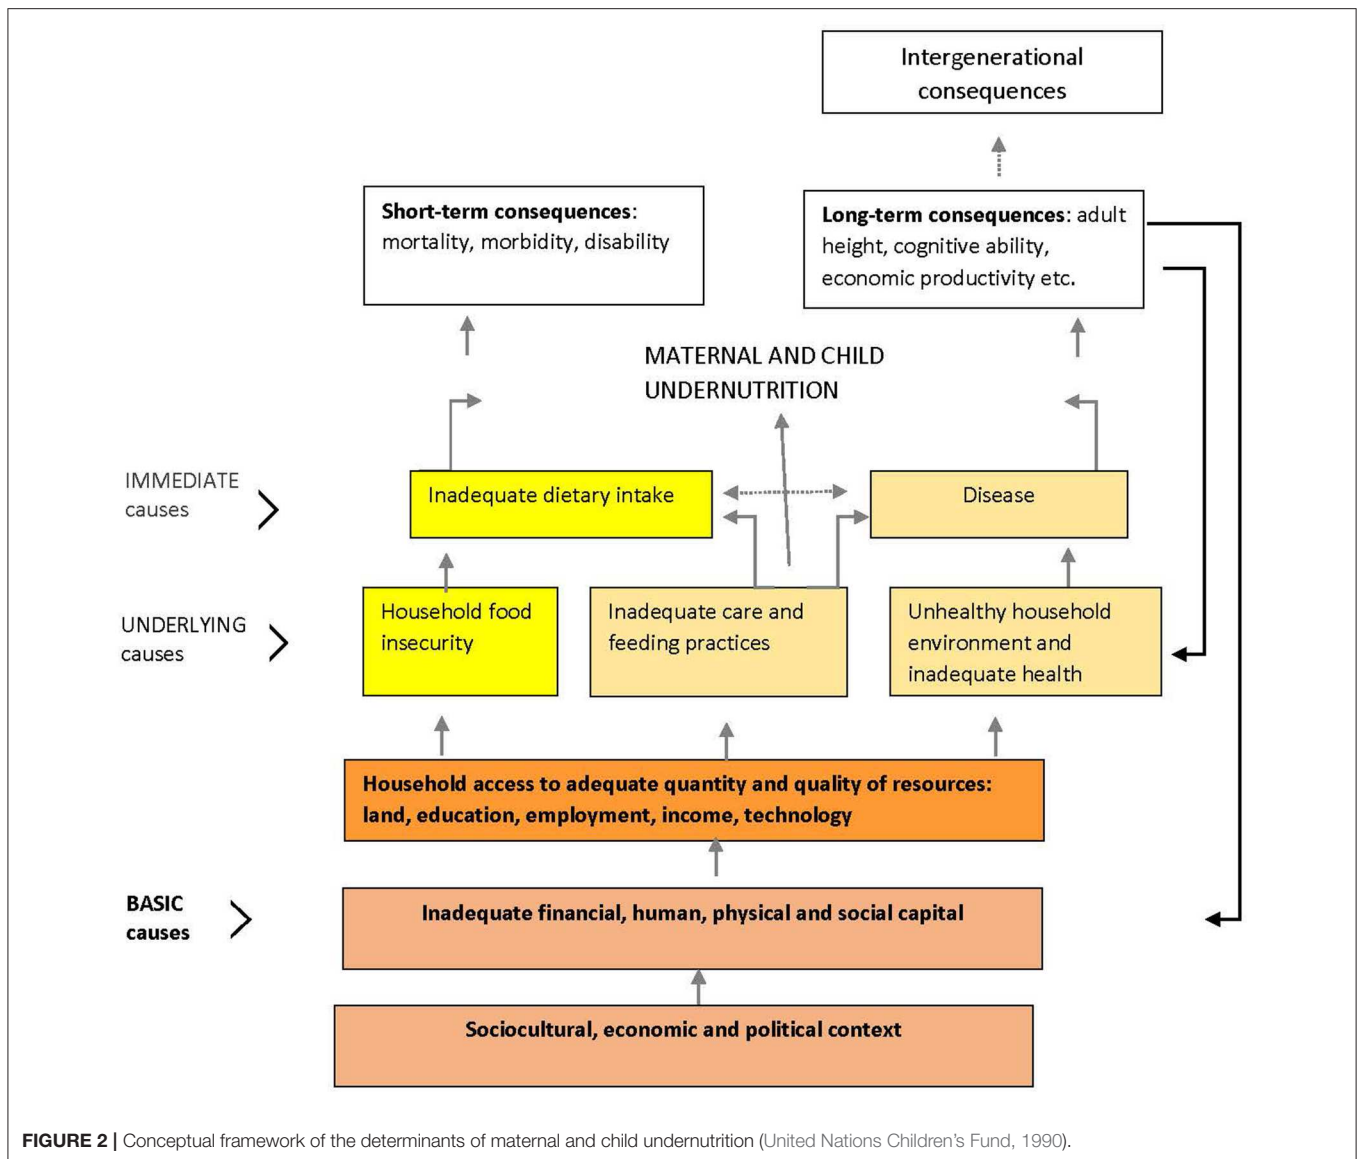 Intergenerational
consequences
Short-term consequences:
mortality, morbidity, disability
Long-term consequences: adult
height, cognitive ability,
economic productivity etc.
MATERNAL AND CHILD
UNDERNUTRITION
IMMEDIATE
causes
Inadequate dietary intake
Disease
UNDERLYING
causes
Household food
insecurity
Inadequate care and
feeding practices
Unhealthy household
environment and
inadequate health
Household access to adequate quantity and quality of resources:
land, education, employment, income, technology
BASIC
causes
Inadequate financial, human, physical and social capital
Sociocultural, economic and political context
FIGURE 2 | Conceptual framework of the determinants of maternal and child undernutrition (United Nations Children's Fund, 1990).